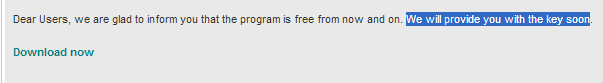 Dear Users, we are glad to inform you that the program is free from now and on. We will provide you with the key soon.
Download now